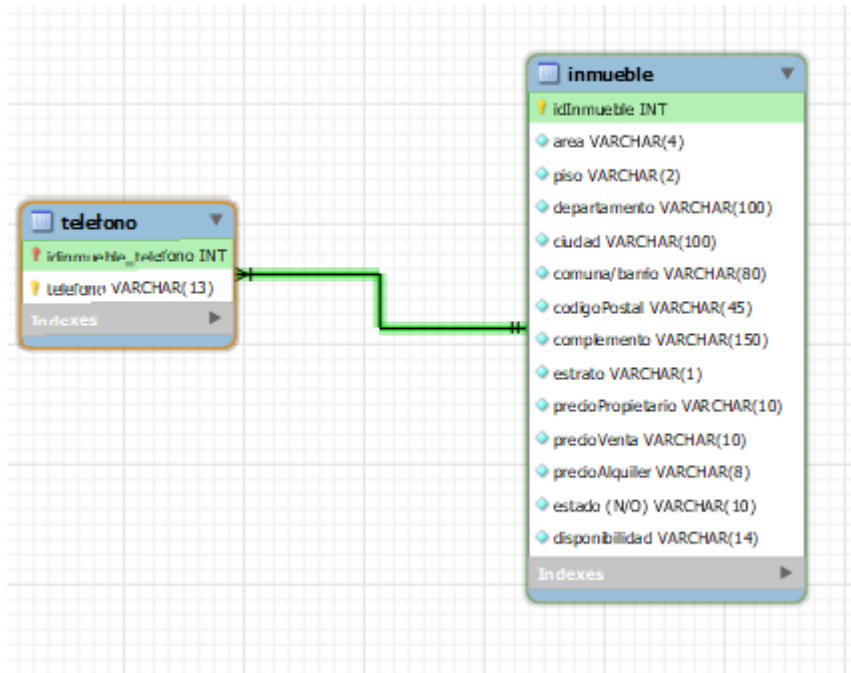 telefono
idinmueble_telefono INT
telefono VARCHAR(13)
Indexes
inmueble
idInmueble INT
area VARCHAR(4)
piso VARCHAR(2)
departamento VARCHAR(100)
ciudad VARCHAR(100)
comuna/barrio VARCHAR(80)
codigoPostal VARCHAR(45)
complemento VARCHAR(150)
estrato VARCHAR(1)
precioPropietario VARCHAR(10)
precioVenta VARCHAR(10)
precioAlquiler VARCHAR(8)
estado (N/O) VARCHAR(10)
disponibilidad VARCHAR(14)
Indexes